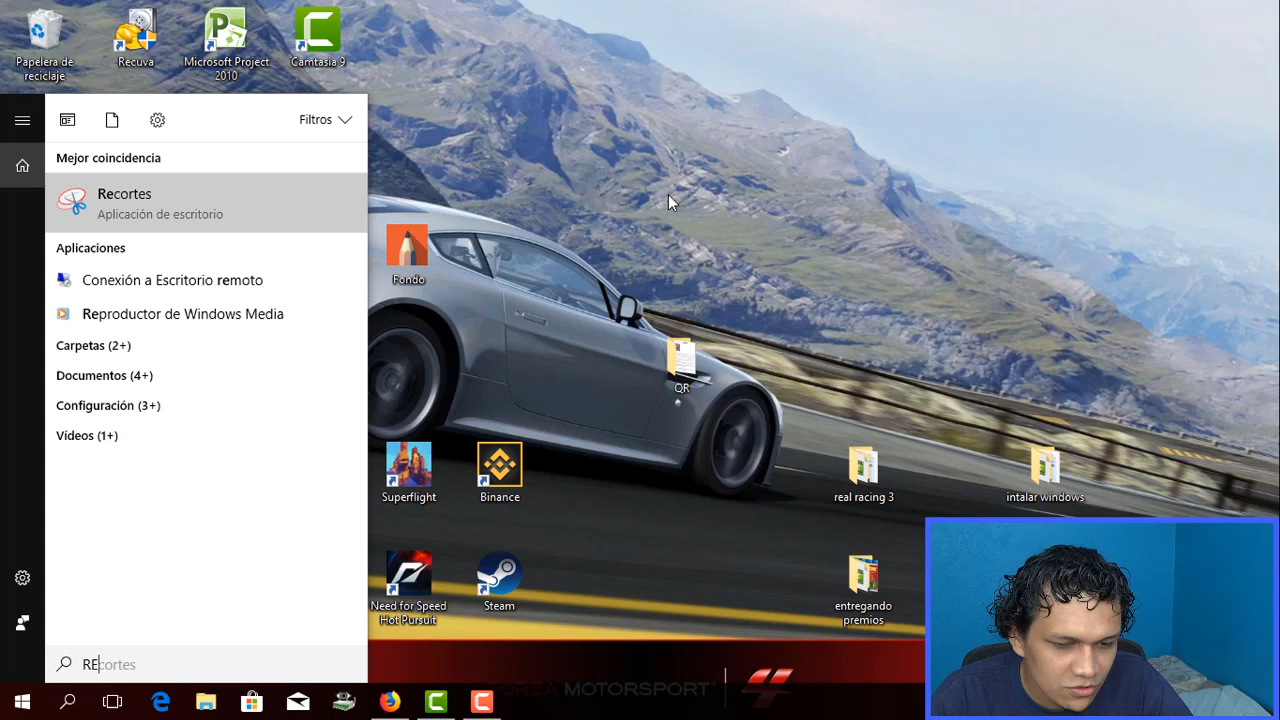 Papelera de
reciclaje
Recuva
Microsoft Project
2010
Camtasia 9
Filtros
Mejor coincidencia
Recortes
Aplicación de escritorio
Aplicaciones
Conexión a Escritorio remoto
Reproductor de Windows Media
Carpetas (2+)
Documentos (4+)
Configuración (3+)
Vídeos (1+)
REcortes
Fondo
QR
Superflight
Binance
real racing 3
intalar windows
Need for Speed
Hot Pursuit
Steam
entregando
premios
MOTORSPORT
4